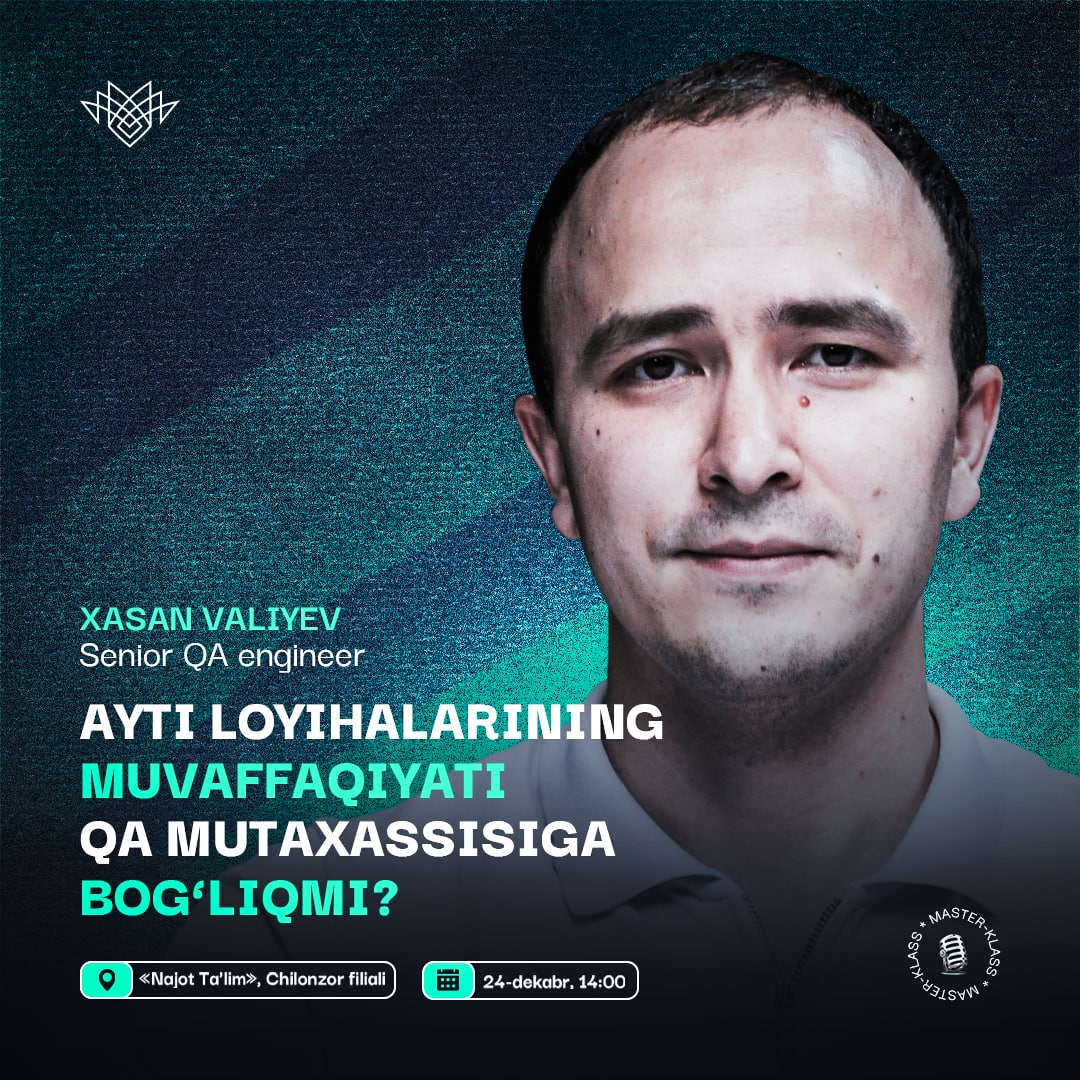 XASAN VALIYEV
Senior QA engineer
AYTI LOYIHALARINING
MUVAFFAQIYATI
QA MUTAXASSISIGA
BOG‘LIQMI?
«Najot Ta’lim», Chilonzor filiali
24-dekabr, 14:00
MASTER-KLASS * MASTER-KLASS *